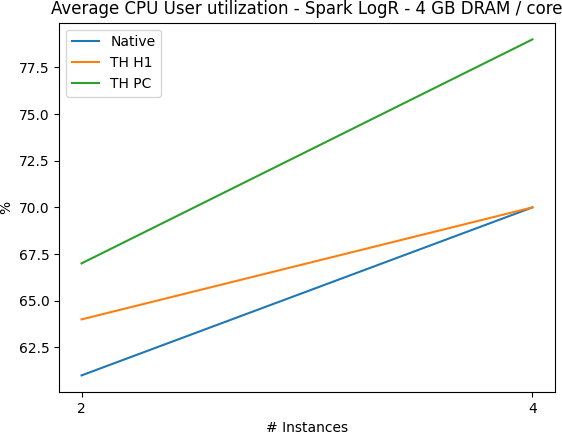 Average CPU User utilization - Spark LogR - 4 GB DRAM / core
Native
TH H1
TH PC
77.5
75.0
72.5
70.0
67.5
65.0
62.5
%
2
4
# Instances